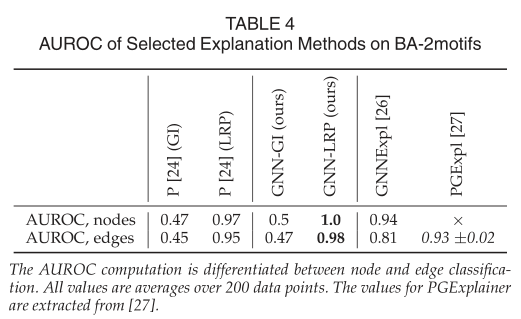 TABLE 4
AUROC of Selected Explanation Methods on BA-2motifs
P [24] (GI) P [24] (LRP) GNN-GI (ours) GNN-LRP (ours) GNNExpl [26] PGExpl [27]
AUROC, nodes 0.47 0.97 0.5 1.0 0.94 ×
AUROC, edges 0.45 0.95 0.47 0.98 0.81 0.93 ±0.02
The AUROC computation is differentiated between node and edge classifica-
tion. All values are averages over 200 data points. The values for PGExplainer
are extracted from [27].